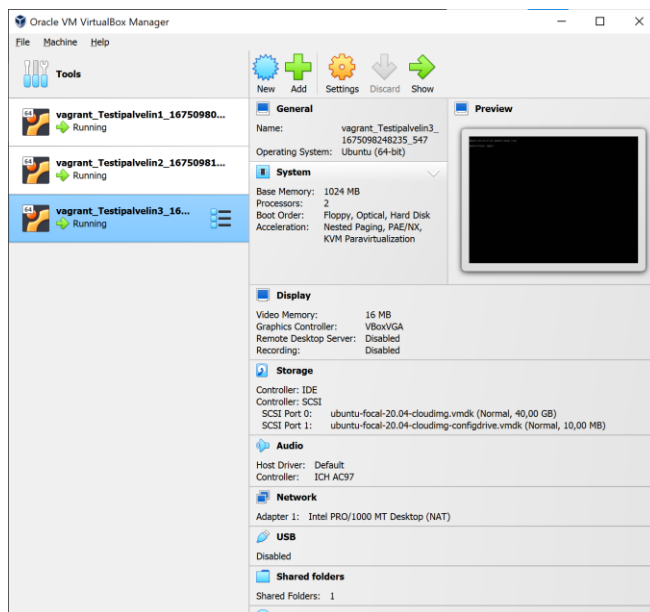 Oracle VM VirtualBox Manager
File Machine Help
Tools
New Add Settings Discard Show
64 vagrant_Testipalvelin1_16750980...
Running
64 vagrant_Testipalvelin2_16750981...
Running
64 vagrant_Testipalvelin3_16...
Running
General
Name: vagrant_Testipalvelin3_
1675098248235_547
Operating System: Ubuntu (64-bit)
Preview
System
Base Memory: 1024 MB
Processors: 2
Boot Order: Floppy, Optical, Hard Disk
Acceleration: Nested Paging, PAE/NX,
KVM Paravirtualization
Display
Video Memory: 16 MB
Graphics Controller: VBoxVGA
Remote Desktop Server: Disabled
Recording: Disabled
Storage
Controller: IDE
Controller: SCSI
SCSI Port 0: ubuntu-focal-20.04-cloudimg.vmdk (Normal, 40,00 GB)
SCSI Port 1: ubuntu-focal-20.04-cloudimg-configdrive.vmdk (Normal, 10,00 MB)
Audio
Host Driver: Default
Controller: ICH AC97
Network
Adapter 1: Intel PRO/1000 MT Desktop (NAT)
USB
Disabled
Shared folders
Shared Folders: 1